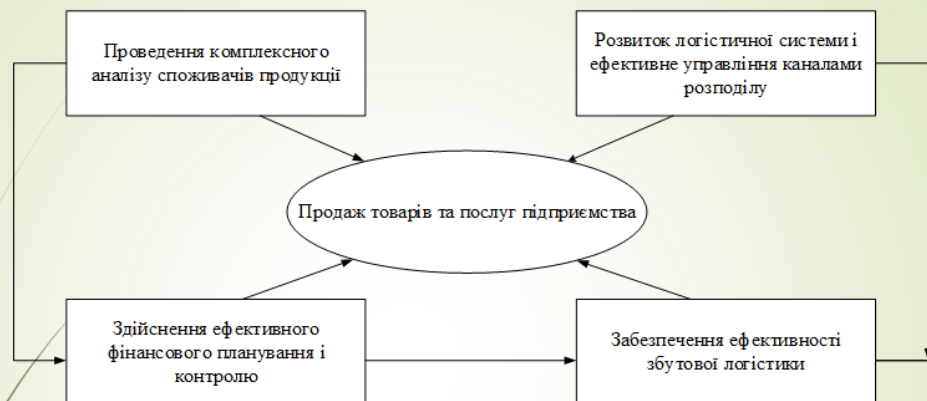 Проведення комплексного
аналізу споживачів продукції
Розвиток логістичної системи і
ефективне управління каналами
розподілу
Продаж товарів та послуг підприємства
Здійснення ефективного
фінансового планування і
контролю
Забезпечення ефективності
збутової логістики